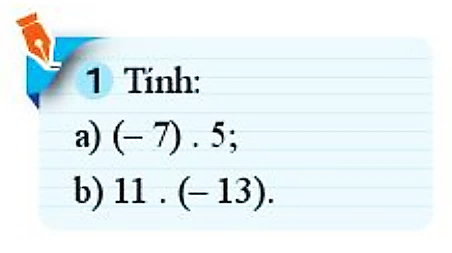 1 Tính:
a) (– 7) . 5;
b) 11 . (– 13).